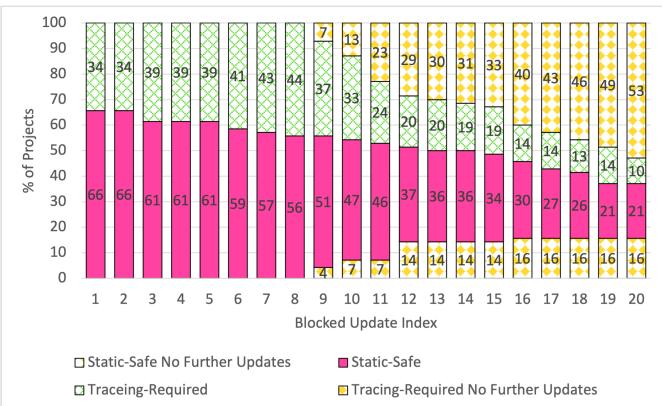 % of Projects
100
90
80
70
60
50
40
30
20
10
0
7 13 23 29 30 31 33 40 43 46 49 53
34 34 39 39 39 41 43 44 37 33 24 20 20 19 19 14 14 13 14 10
66 66 61 61 61 59 57 56 51 47 46 37 36 36 34 30 27 26 21 21
4 7 7 14 14 14 14 16 16 16 16 16
1 2 3 4 5 6 7 8 9 10 11 12 13 14 15 16 17 18 19 20
Blocked Update Index
Static-Safe No Further Updates Static-Safe
Traceing-Required Tracing-Required No Further Updates